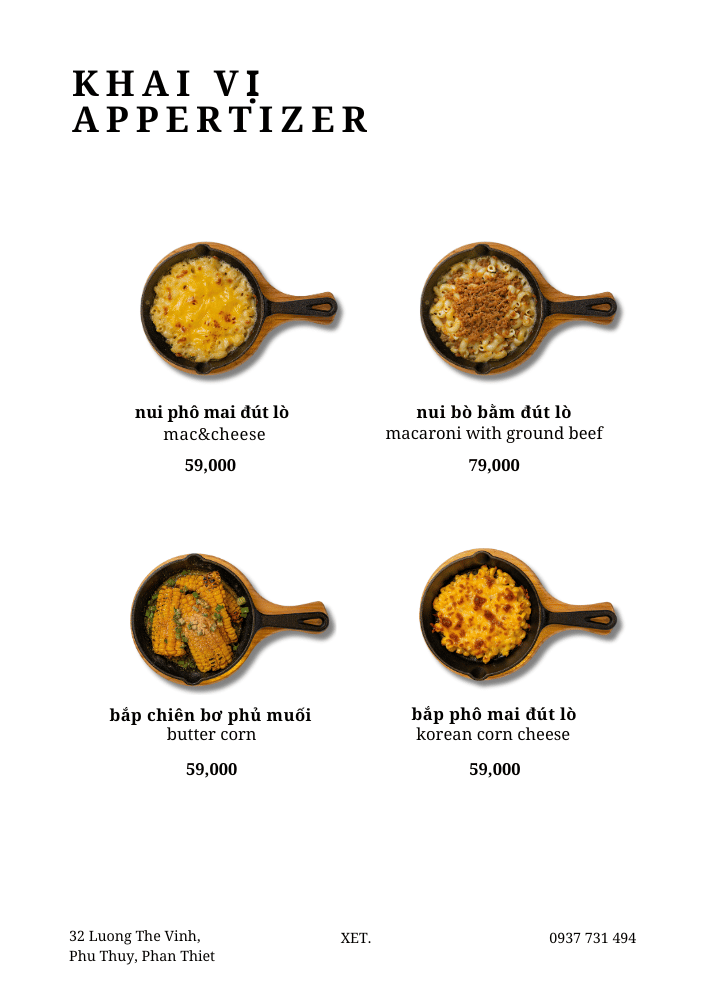 KHAI VỊ
APPERTIZER
nui phô mai đút lò
mac&cheese
59,000
nui bò bằm đút lò
macaroni with ground beef
79,000
bắp chiên bơ phủ muối
butter corn
59,000
bắp phô mai đút lò
korean corn cheese
59,000
32 Luong The Vinh,
Phu Thuy, Phan Thiet
XET.
0937 731 494